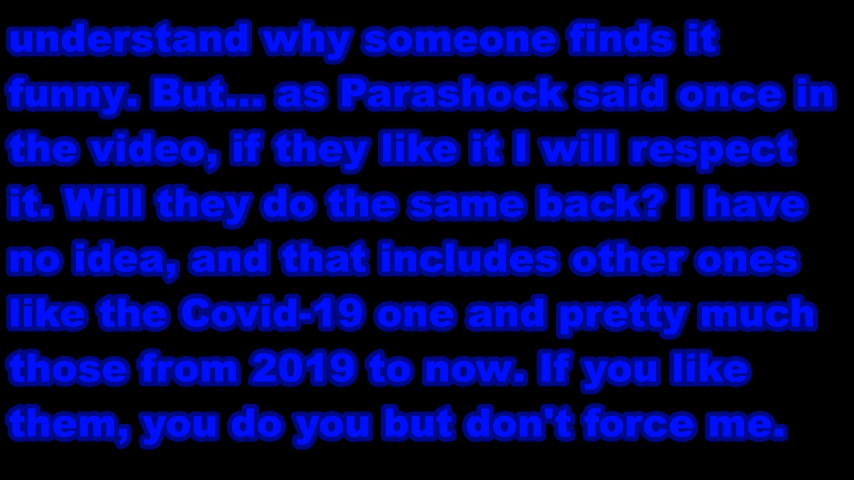 understand why someone finds it
funny. But... as Parashock said once in
the video, if they like it I will respect
it. Will they do the same back? I have
no idea, and that includes other ones
like the Covid-19 one and pretty much
those from 2019 to now. If you like
them, you do you but don't force me.